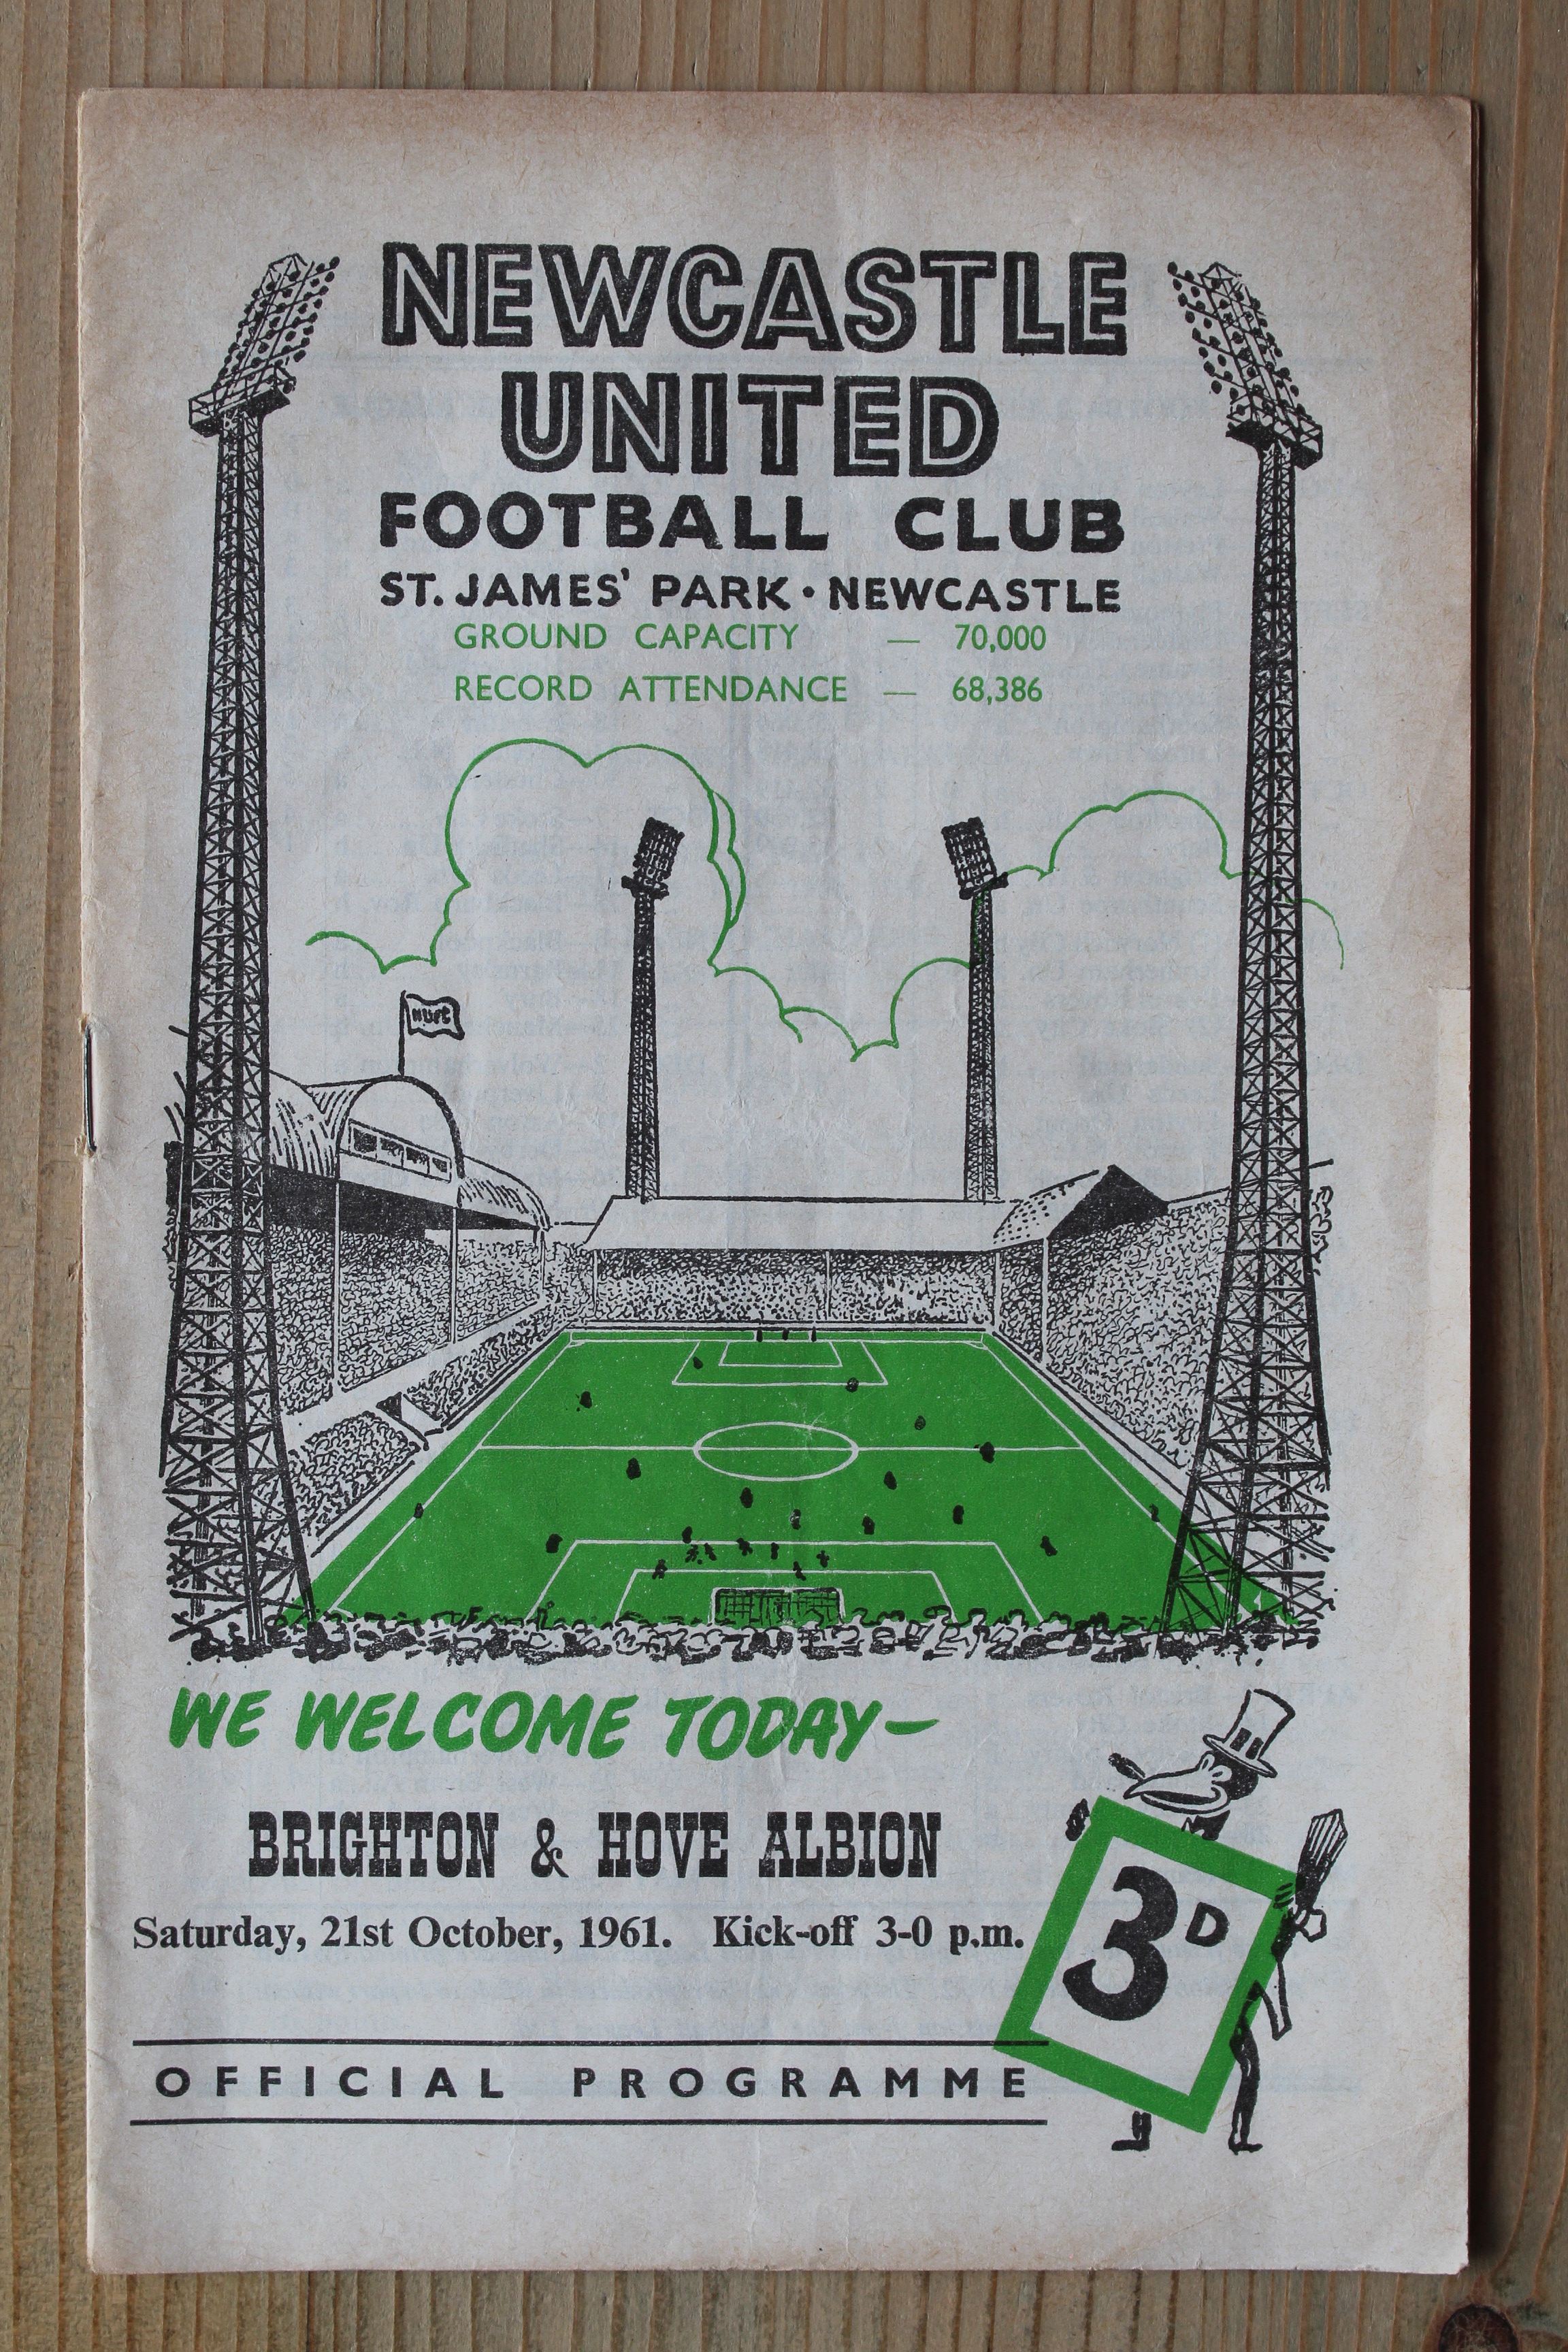 NEWCASTLE
UNITED
FOOTBALL CLUB
ST. JAMES' PARK • NEWCASTLE
GROUND CAPACITY — 70,000
RECORD ATTENDANCE — 68,386
NUFC
WE WELCOME TODAY—
BRIGHTON & HOVE ALBION
Saturday, 21st October, 1961. Kick-off 3-0 p.m.
3D
OFFICIAL PROGRAMME